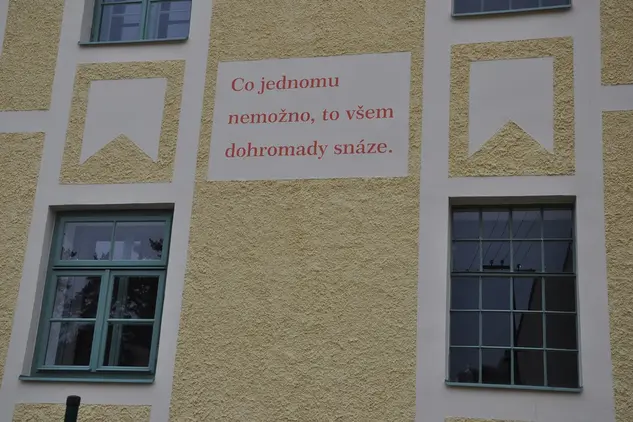 Co jednomu
nemožno, to všem
dohromady snáze.